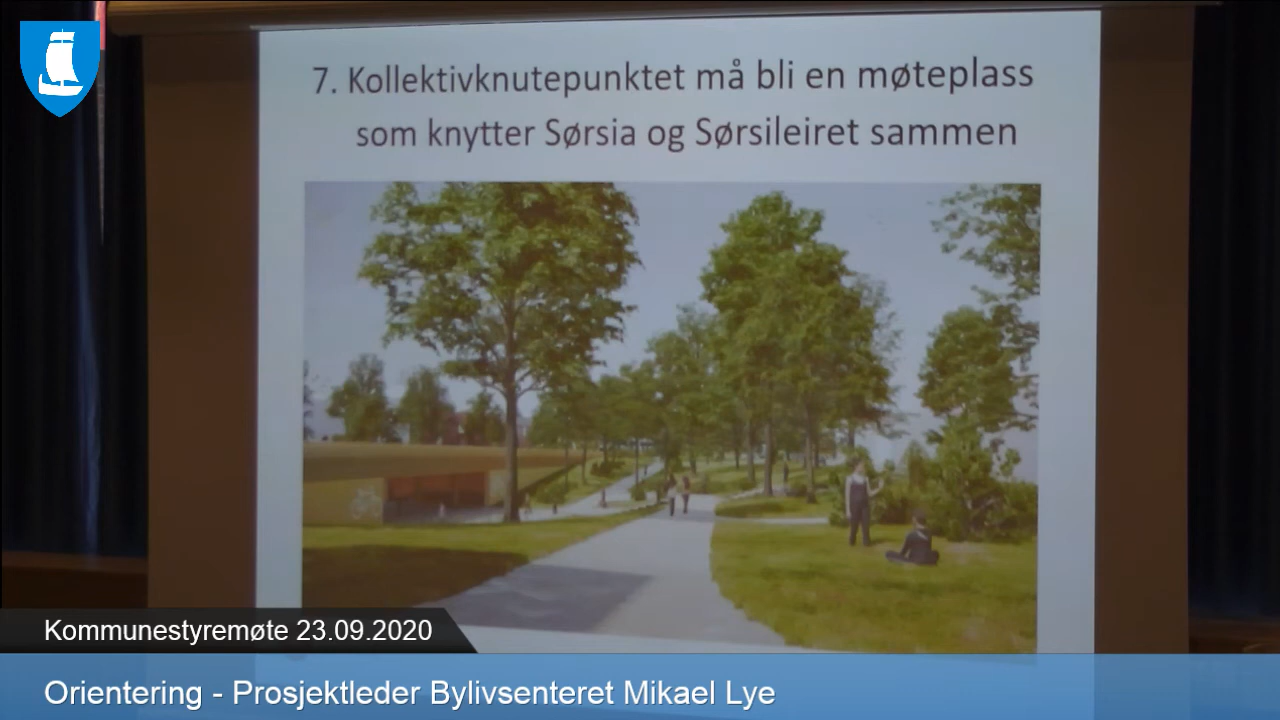 7. Kollektivknutepunktet må bli en møteplass
som knytter Sørsia og Sørsileiret sammen
Kommunestyremøte 23.09.2020
Orientering - Prosjektleder Bylivsenteret Mikael Lye